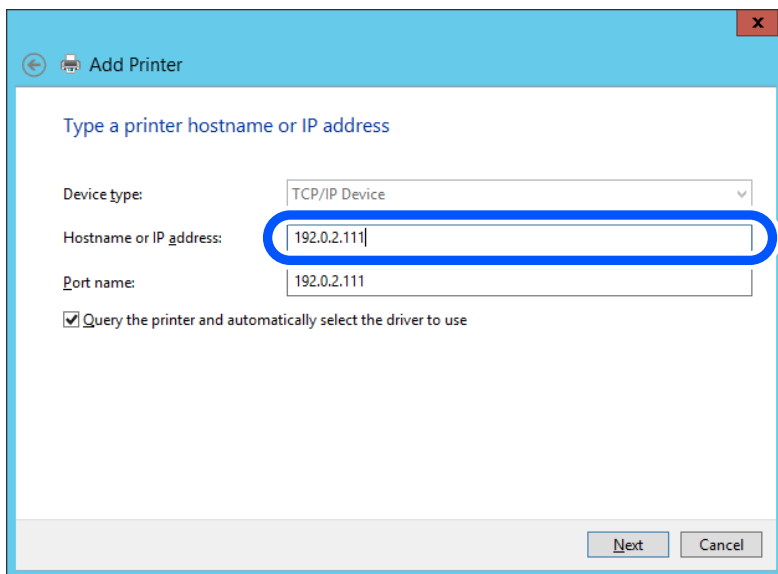 x
Add Printer
Type a printer hostname or IP address
Device type: TCP/IP Device
Hostname or IP address: 192.0.2.111
Port name: 192.0.2.111
Query the printer and automatically select the driver to use
Next Cancel